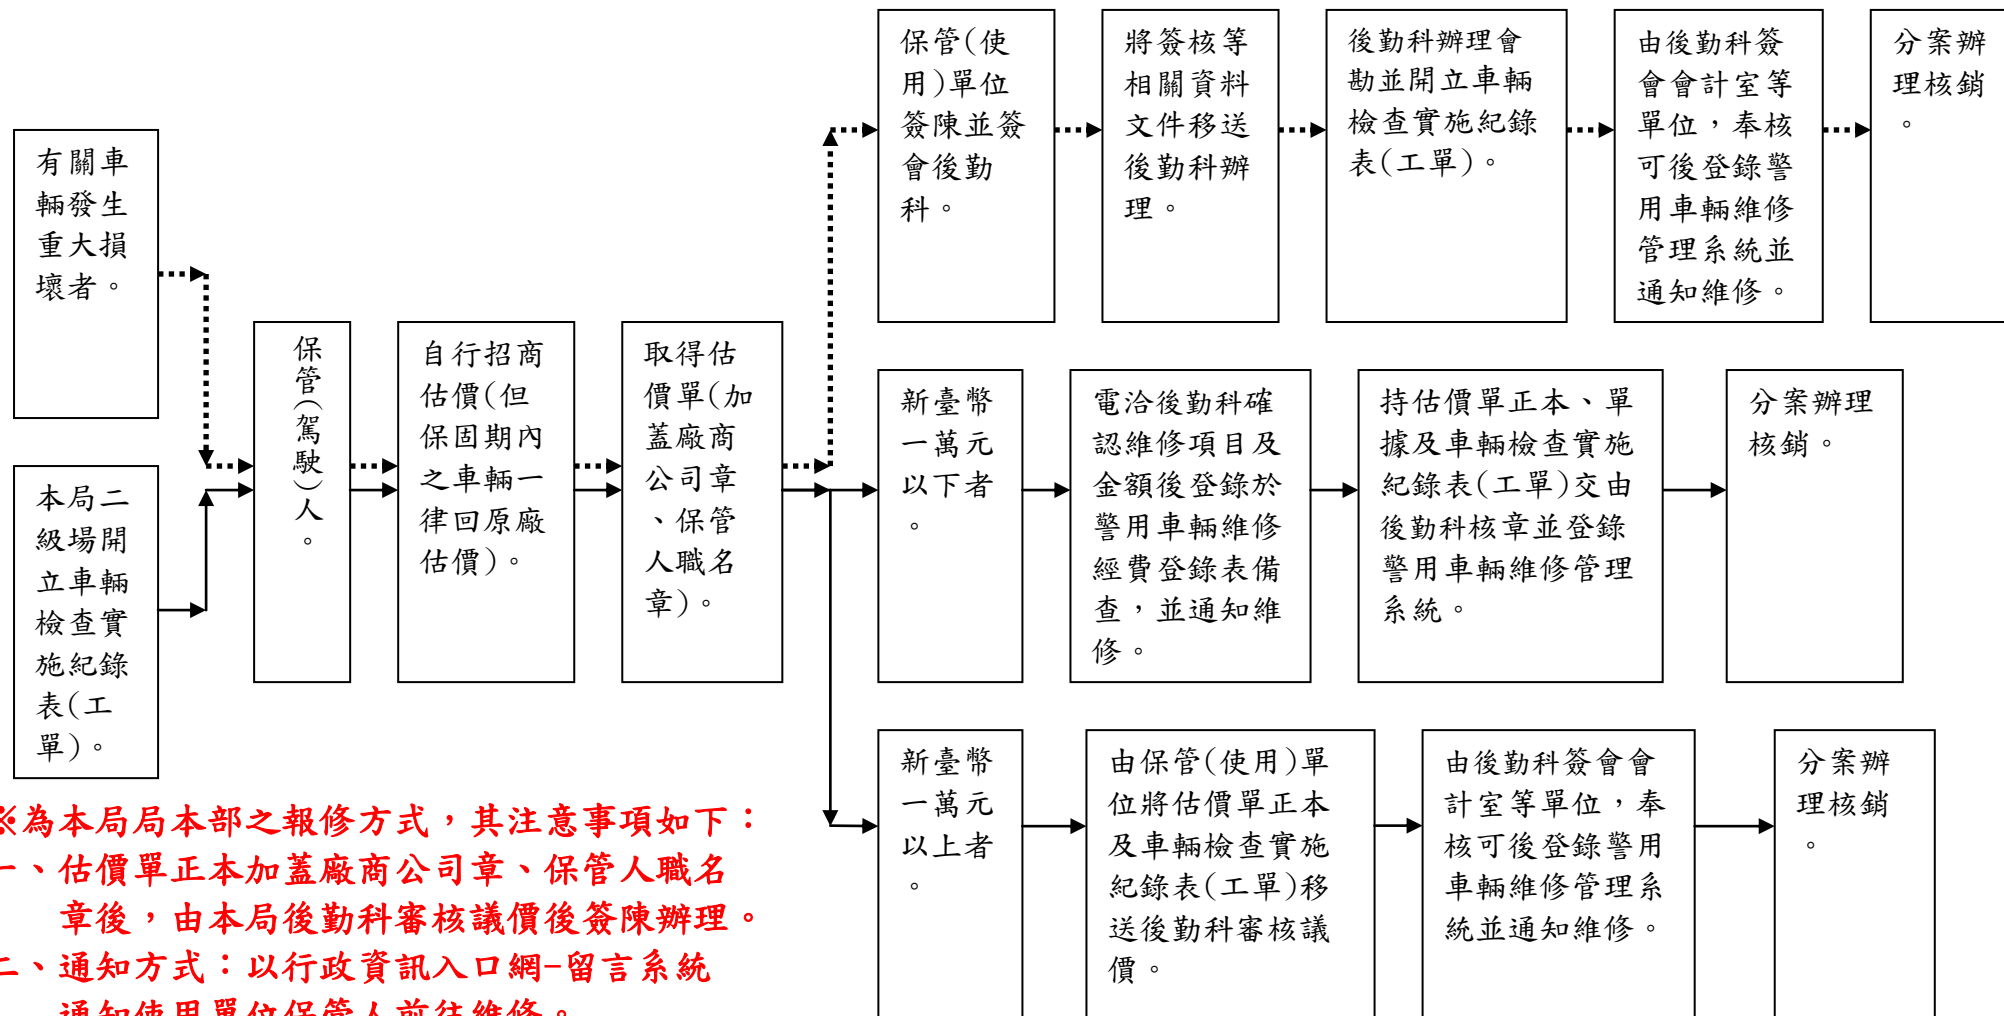 有關車
輛發生
重大損
壞者。
本局二
級場開
立車輛
檢查實
施紀錄
表(工
單)。
保管(駕駛)人。
自行招商
估價(但
保固期內
之車輛一
律回原廠
估價)。
取得估
價單(加
蓋廠商
公司章
、保管
人職名
章)。
保管(使
用)單位
簽陳並簽
會後勤
科。
將簽核等
相關資料
文件移送
後勤科辦
理。
後勤科辦理會
勘並開立車輛
檢查實施紀錄
表(工單)。
由後勤科簽
會會計室等
單位，奉核
可後登錄警
用車輛維修
管理系統並
通知維修。
分案辦
理核銷
。
新臺幣
一萬元
以下者
。
電洽後勤科確
認維修項目及
金額後登錄於
警用車輛維修
經費登錄表備
查，並通知維
修。
持估價單正本、單
據及車輛檢查實施
紀錄表(工單)交由
後勤科核章並登錄
警用車輛維修管理
系統。
分案辦理
核銷。
新臺幣
一萬元
以上者
。
由保管(使用)單
位將估價單正本
及車輛檢查實施
紀錄表(工單)移
送後勤科審核議
價。
由後勤科簽會會
計室等單位，奉
核可後登錄警用
車輛維修管理系
統並通知維修。
分案辦
理核銷
。
※為本局局本部之報修方式，其注意事項如下：
一、估價單正本加蓋廠商公司章、保管人職名
章後，由本局後勤科審核議價後簽陳辦理。
二、通知方式：以行政資訊入口網-留言系統
通知使用單位保管人前往維修。